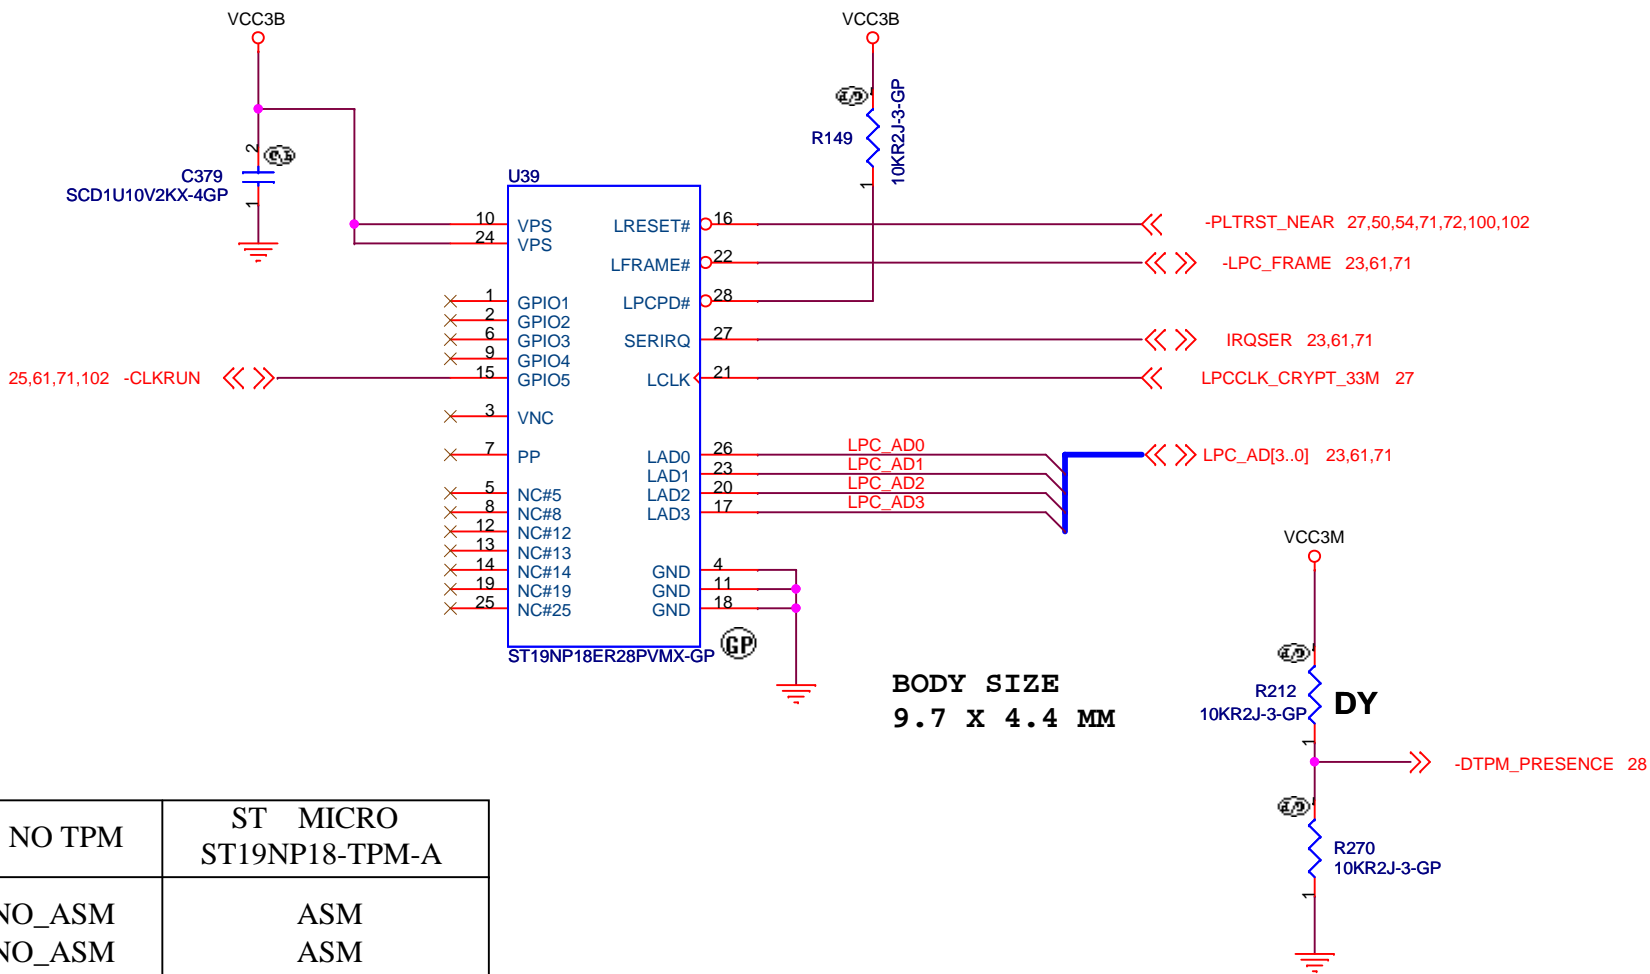 VCC3B
VCC3B
2
C379
SCD1U10V2KX-4GP
1
R149
10KR2J-3-GP
1
U39
10 VPS
24 VPS
1 GPIO1
2 GPIO2
6 GPIO3
9 GPIO4
25,61,71,102 -CLKRUN 15 GPIO5
3 VNC
7 PP
5 NC#5
8 NC#8
12 NC#12
13 NC#13
14 NC#14
19 NC#19
25 NC#25
LRESET# 16 -PLTRST_NEAR 27,50,54,71,72,100,102
LFRAME# 22 -LPC_FRAME 23,61,71
LPCPD# 28
SERIRQ 27 IRQSER 23,61,71
LCLK 21 LPCCLK_CRYPT_33M 27
LAD0 26 LPC_AD0
LAD1 23 LPC_AD1
LAD2 20 LPC_AD2
LAD3 17 LPC_AD3
LPC_AD[3..0] 23,61,71
GND 4
GND 11
GND 18
ST19NP18ER28PVMX-GP
GP
BODY SIZE
9.7 X 4.4 MM
VCC3M
R212
10KR2J-3-GP
DY
1
-DTPM_PRESENCE 28
R270
10KR2J-3-GP
1
NO TPM
ST MICRO
ST19NP18-TPM-A
NO_ASM ASM
NO_ASM ASM